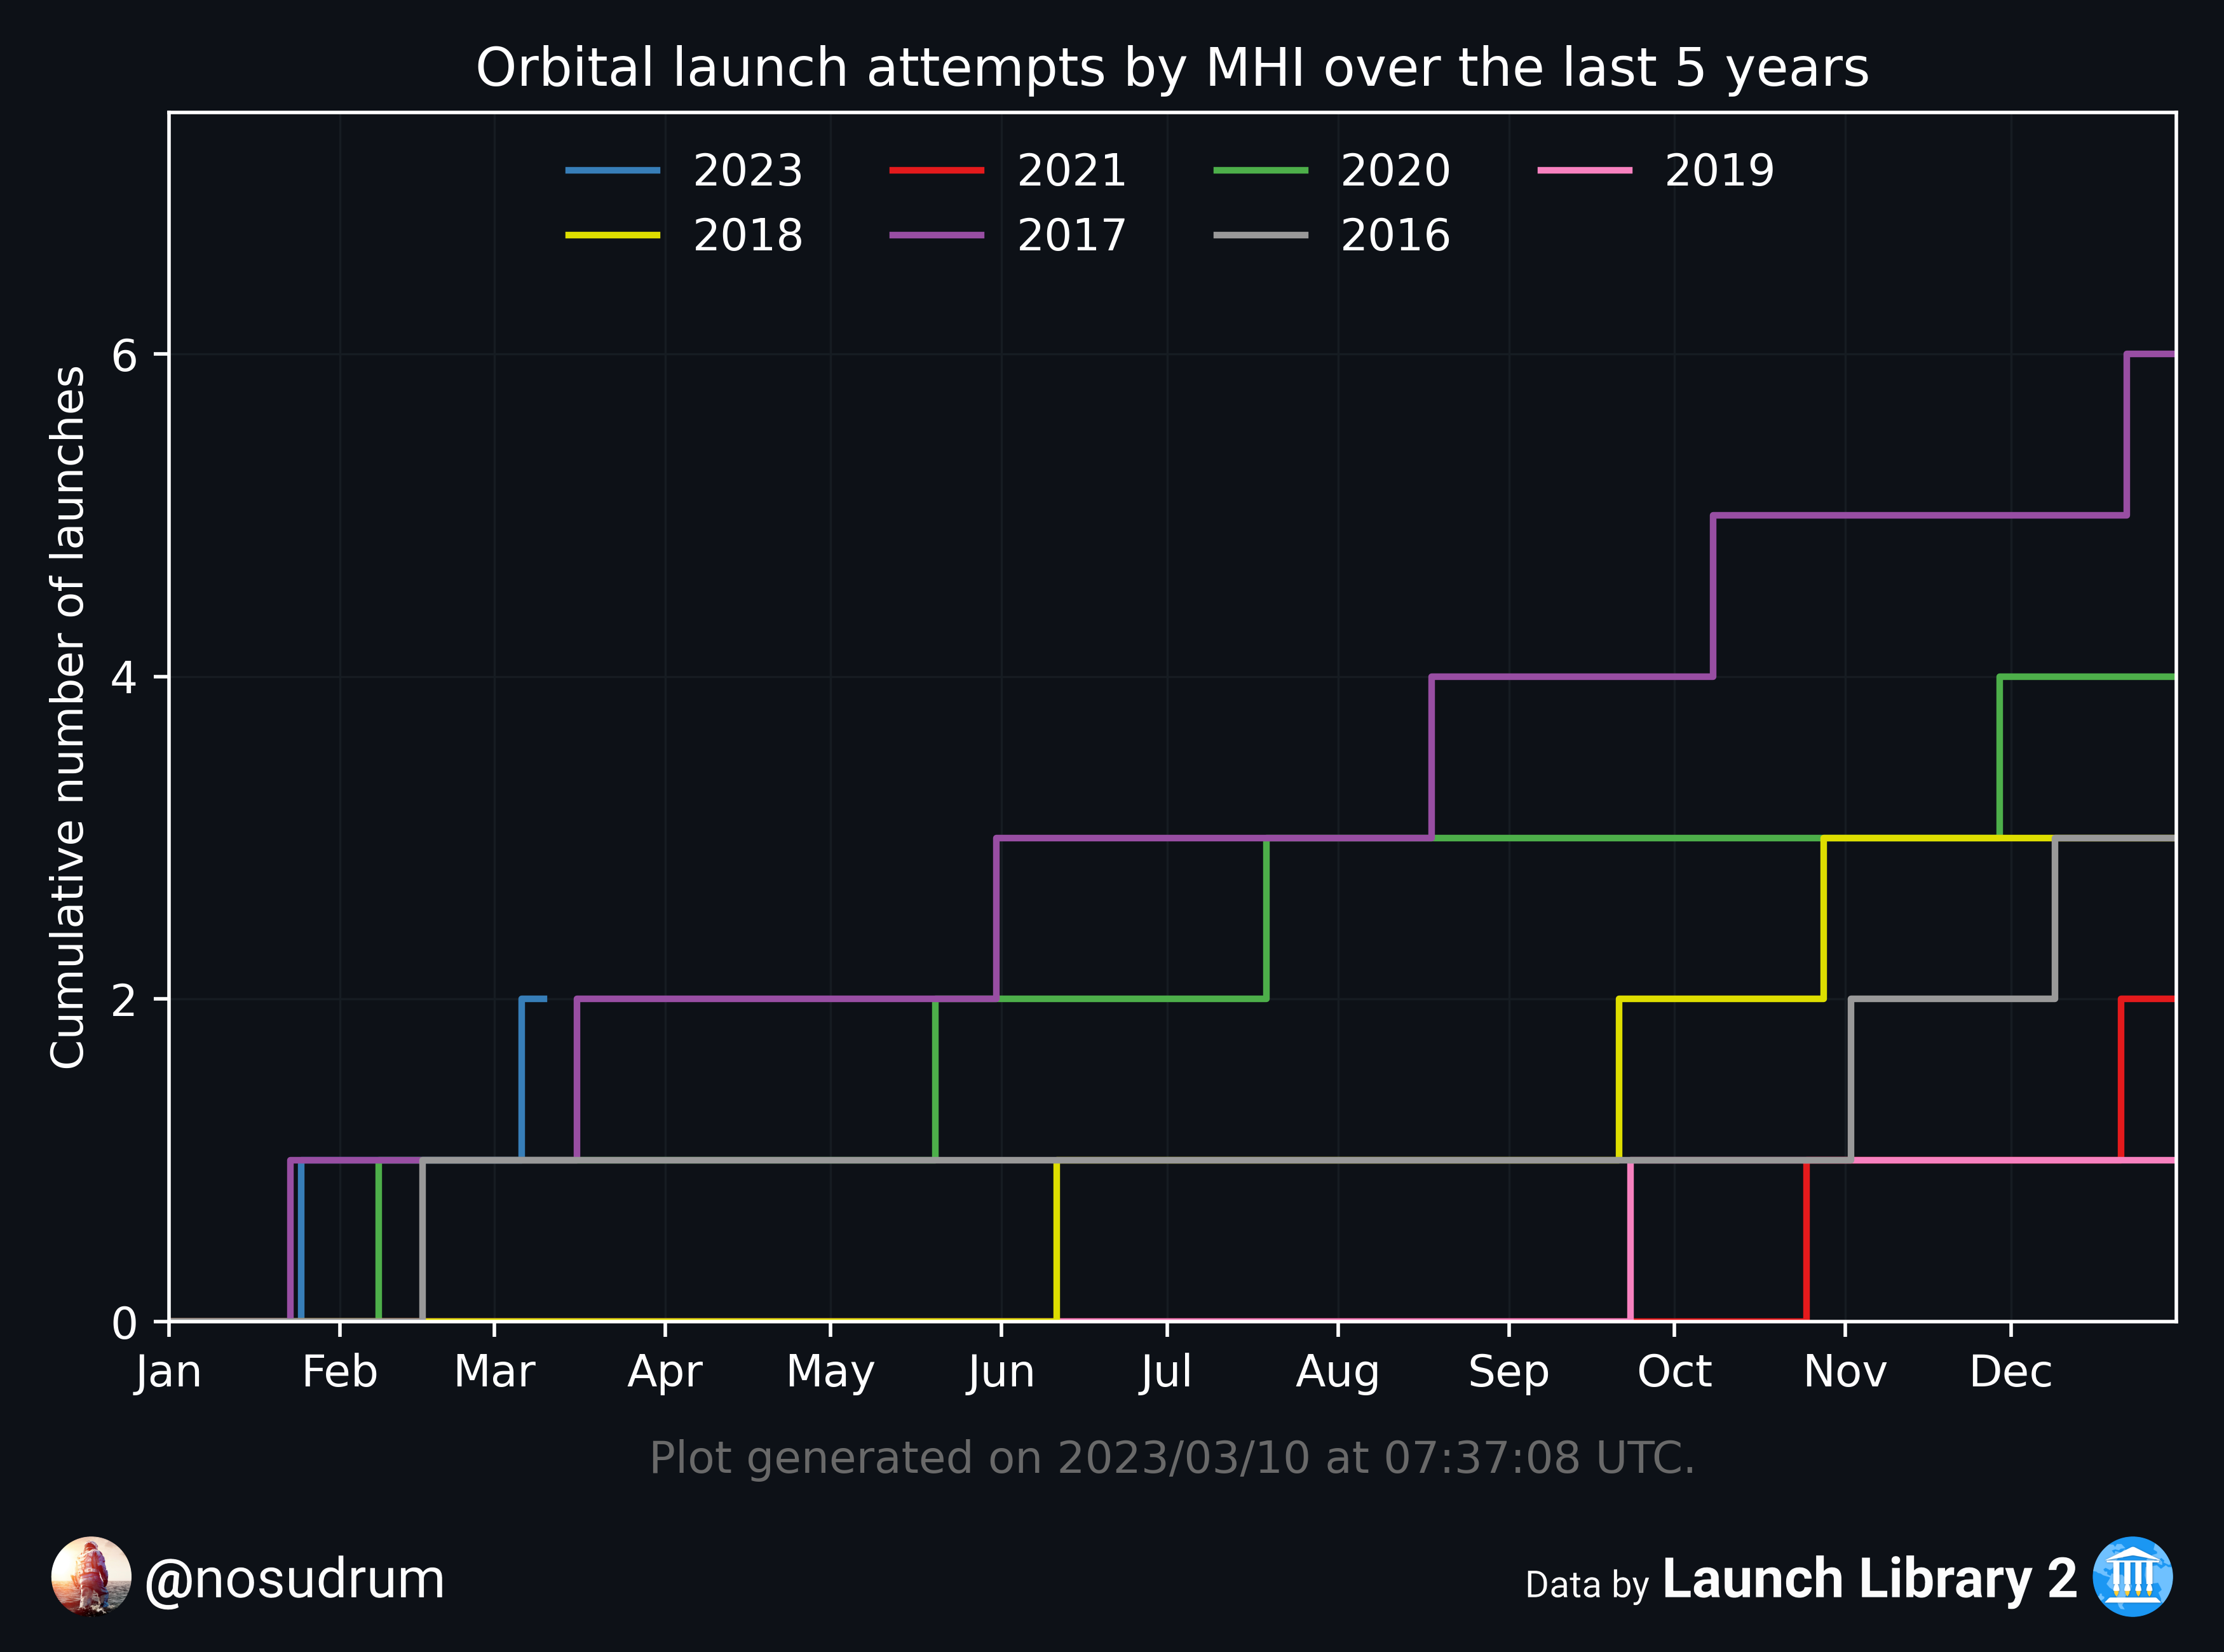 Orbital launch attempts by MHI over the last 5 years
2023 2021 2020 2019
2018 2017 2016
Cumulative number of launches
6
4
2
0
Jan Feb Mar Apr May Jun Jul Aug Sep Oct Nov Dec
Plot generated on 2023/03/10 at 07:37:08 UTC.
@nosudrum
Data by Launch Library 2